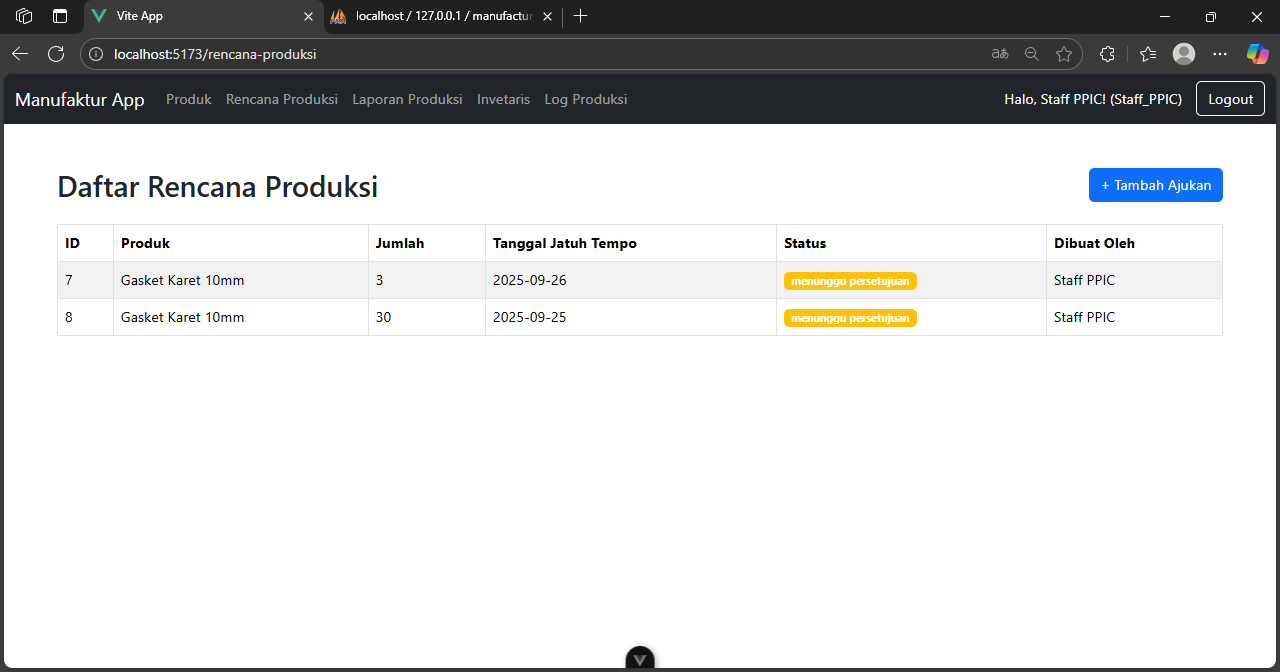 Vite App
localhost / 127.0.0.1 / manufactur
localhost:5173/rencana-produksi
Manufaktur App Produk Rencana Produksi Laporan Produksi Invetaris Log Produksi Halo, Staff PPIC! (Staff_PPIC) Logout
Daftar Rencana Produksi + Tambah Ajukan
ID Produk Jumlah Tanggal Jatuh Tempo Status Dibuat Oleh
7 Gasket Karet 10mm 3 2025-09-26 menunggu persetujuan Staff PPIC
8 Gasket Karet 10mm 30 2025-09-25 menunggu persetujuan Staff PPIC